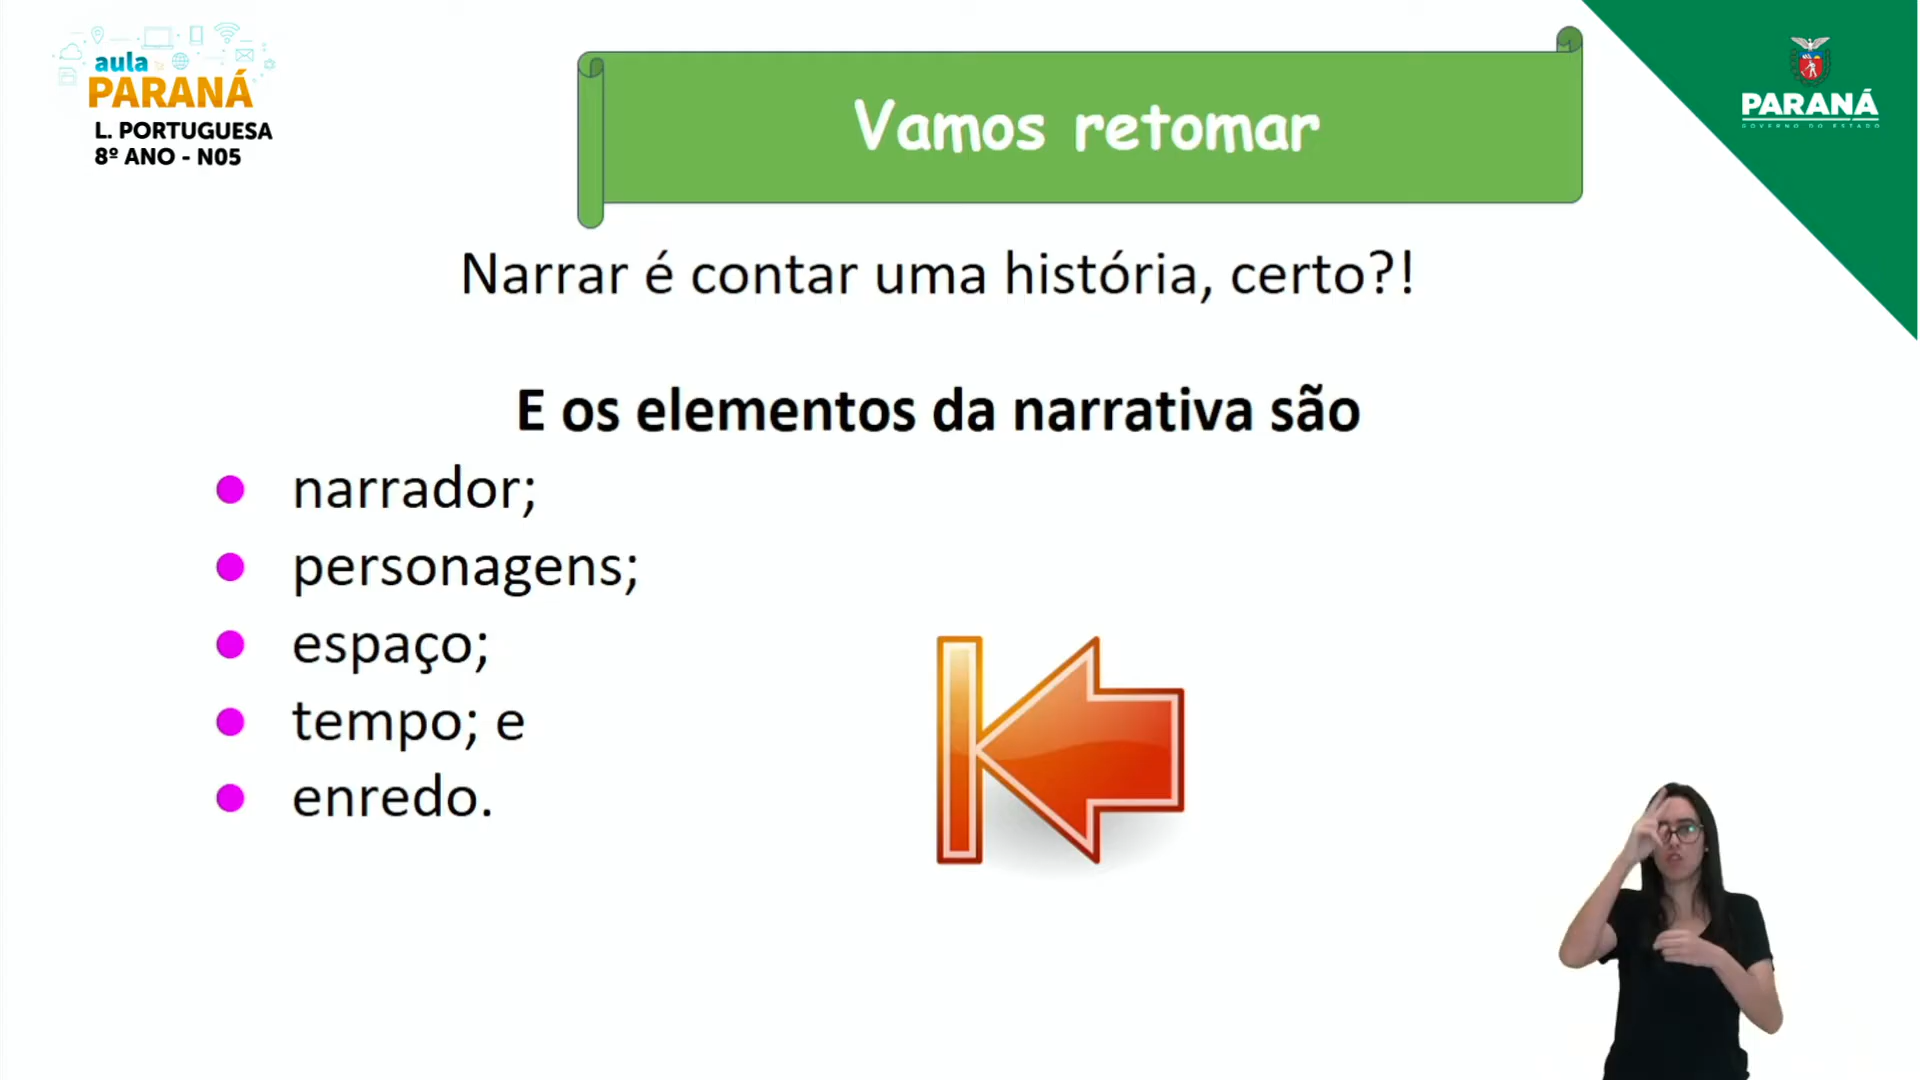 aula
PARANÁ
L. PORTUGUESA
8º ANO - N05
Vamos retomar
PARANÁ
GOVERNO DO ESTADO
Narrar é contar uma história, certo?!
E os elementos da narrativa são
narrador;
personagens;
espaço;
tempo; e
enredo.